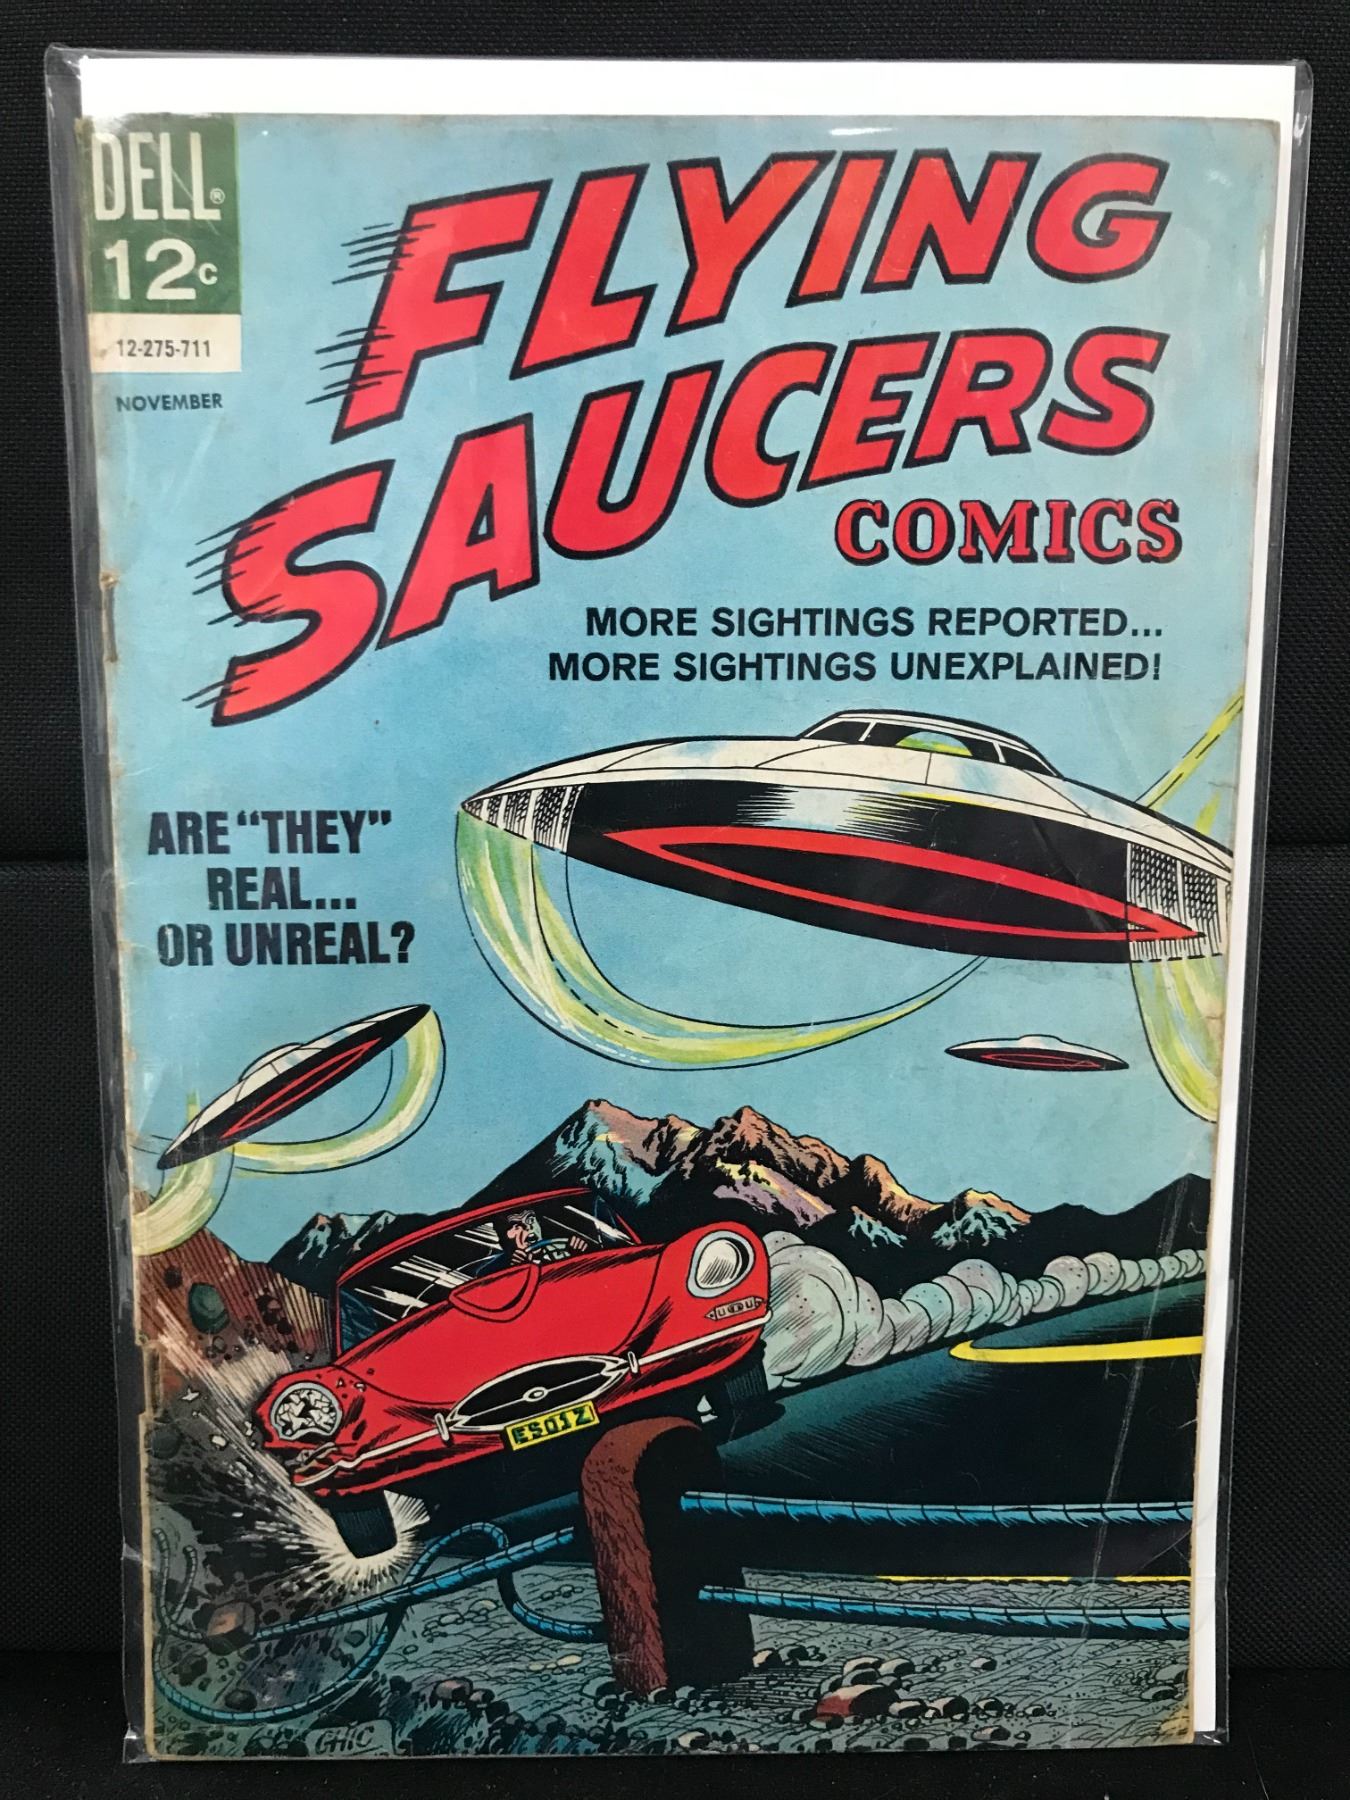 DELL®
12c
12-275-711
NOVEMBER
FLYING
SAUCERS
COMICS
MORE SIGHTINGS REPORTED...
MORE SIGHTINGS UNEXPLAINED!
ARE "THEY"
REAL...
OR UNREAL?
ES01Z
CHIC